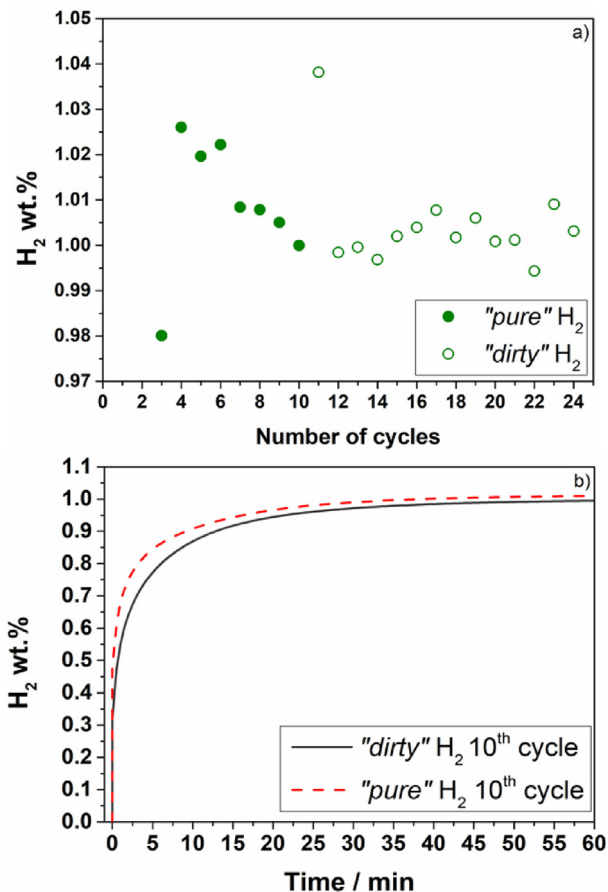 a)
1.05
1.04
1.03
1.02
1.01
1.00
0.99
0.98
0.97
H2 wt.%
"pure" H2
"dirty" H2
0 2 4 6 8 10 12 14 16 18 20 22 24
Number of cycles
b)
1.1
1.0
0.9
0.8
0.7
0.6
0.5
0.4
0.3
0.2
0.1
0.0
H2 wt.%
"dirty" H2 10th cycle
"pure" H2 10th cycle
0 5 10 15 20 25 30 35 40 45 50 55 60
Time / min